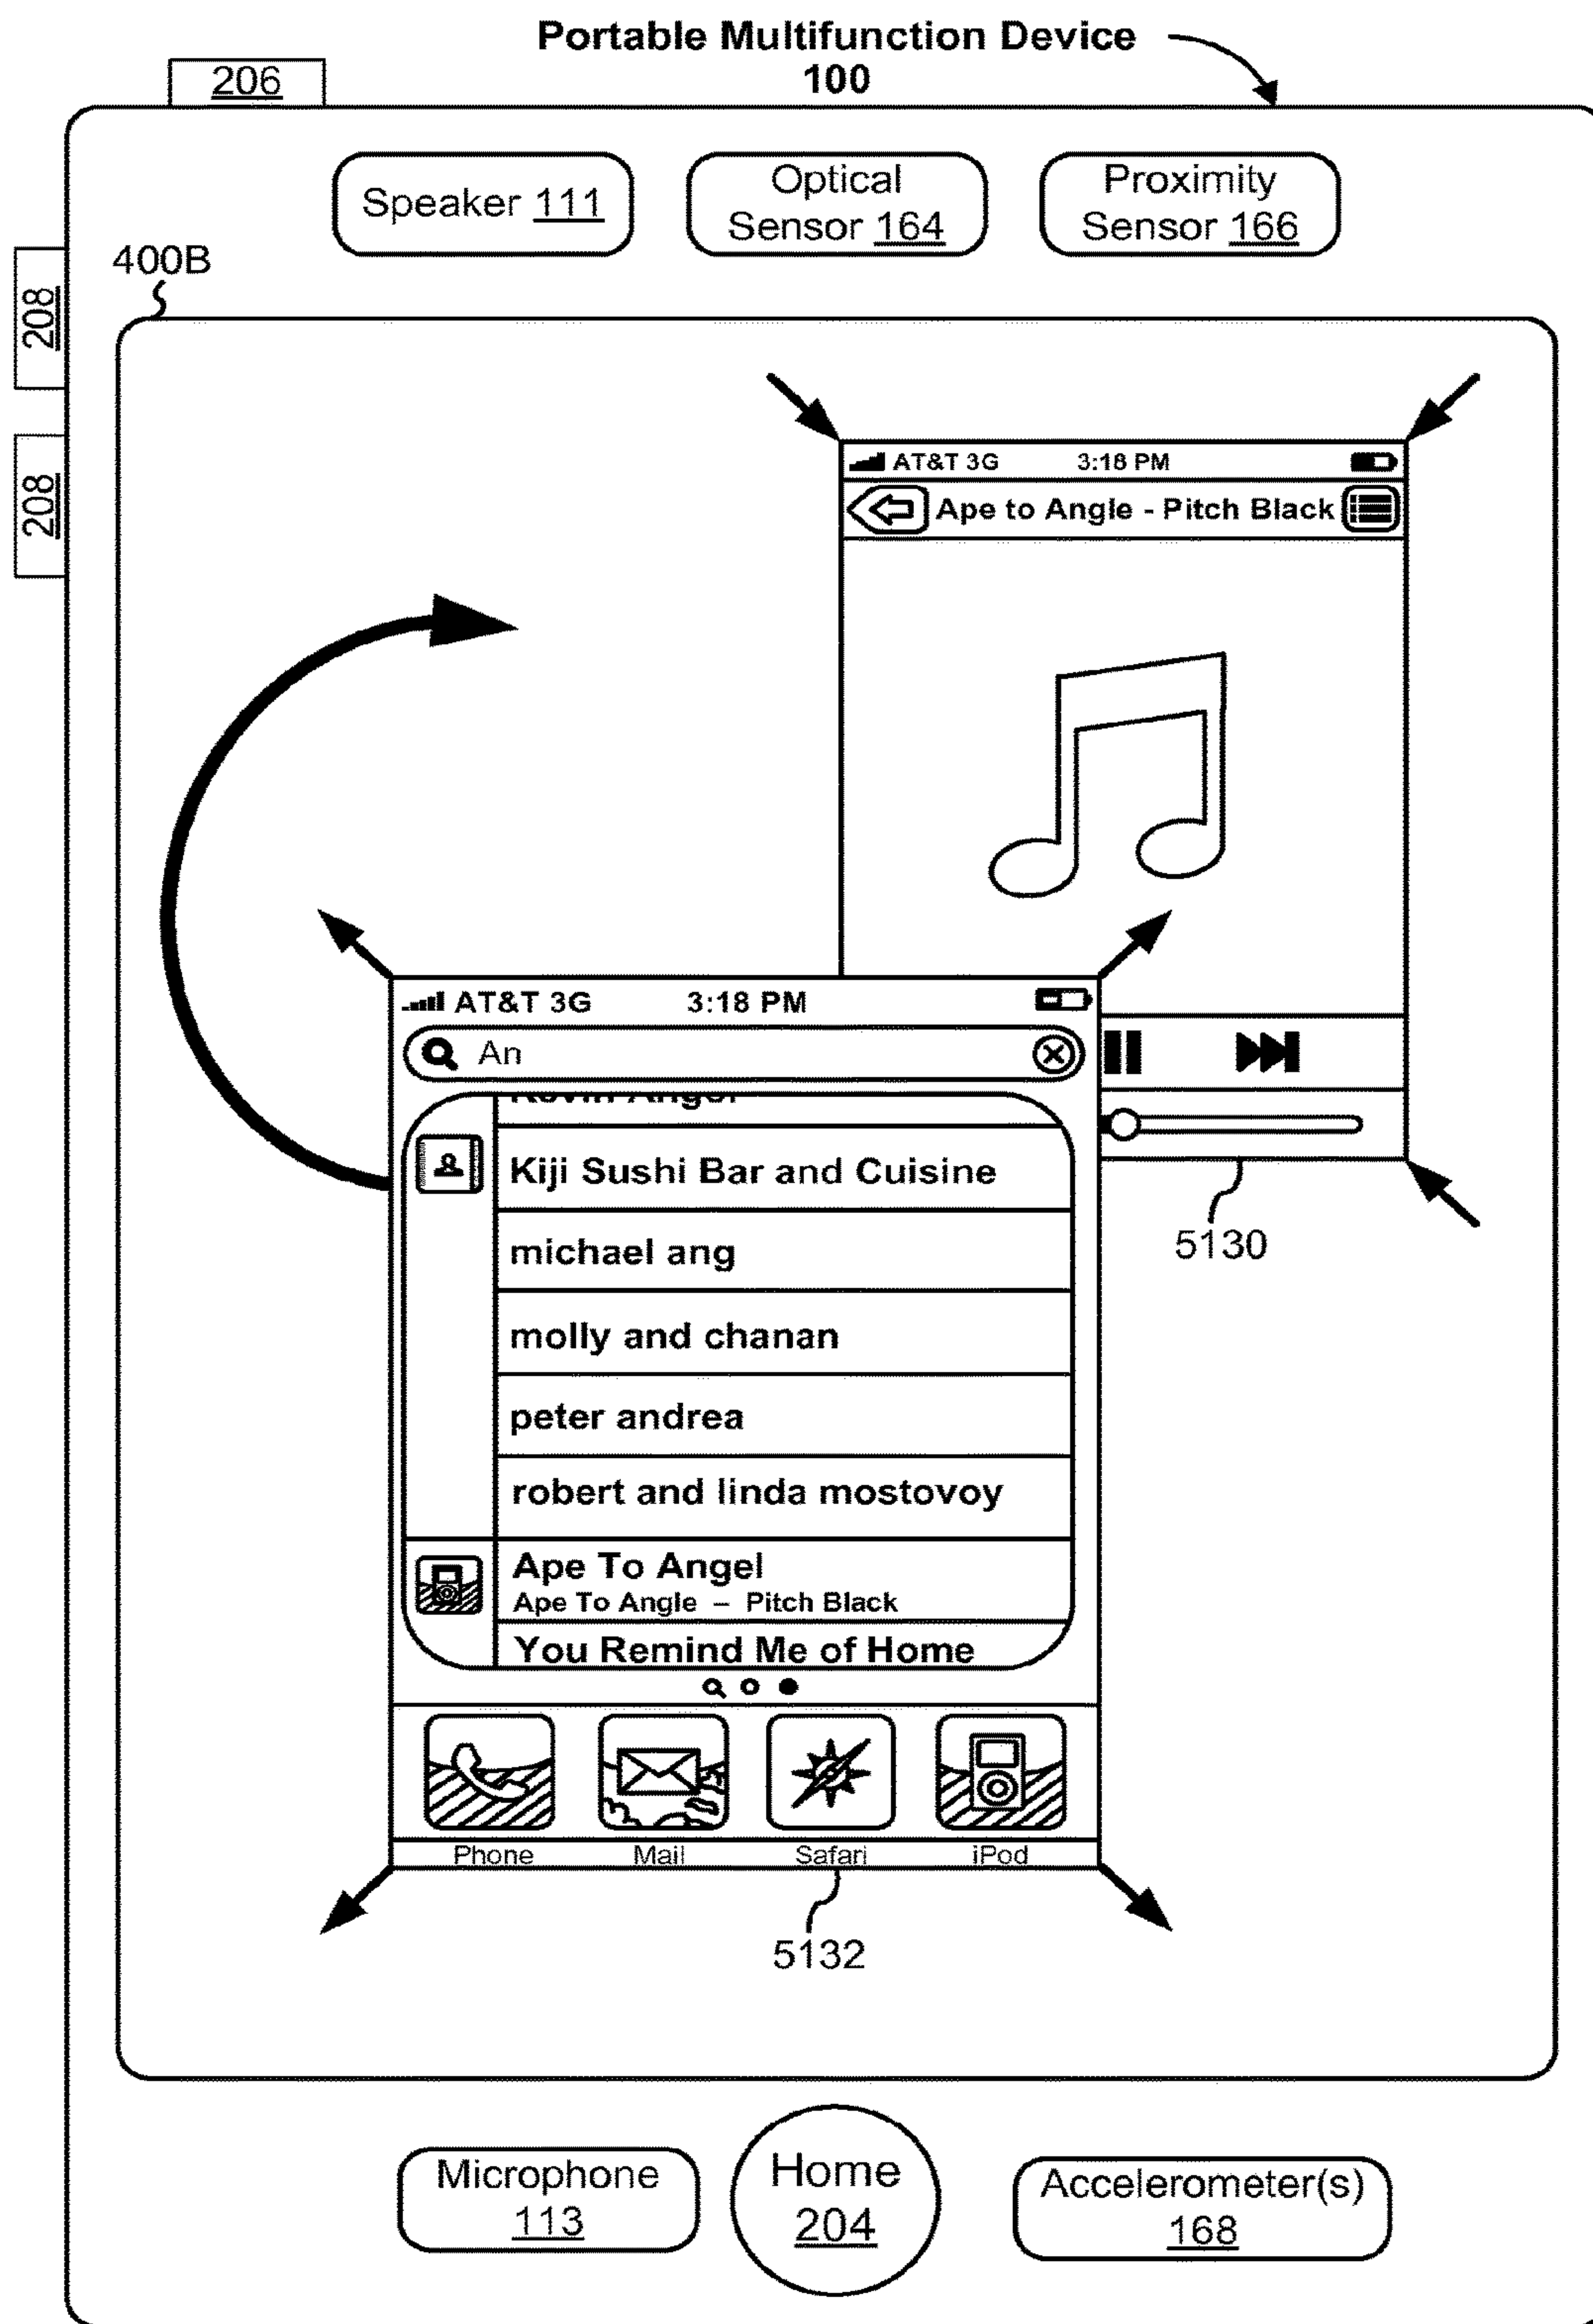 Portable Multifunction Device
100
206
Speaker 111
Optical
Sensor 164
Proximity
Sensor 166
208
208
400B
AT&T 3G 3:18 PM
Ape to Angle - Pitch Black
AT&T 3G 3:18 PM
An
Kevin Angel
Kiji Sushi Bar and Cuisine
michael ang
molly and chanan
peter andrea
robert and linda mostovoy
Ape To Angel
Ape To Angle – Pitch Black
You Remind Me of Home
Phone Mail Safari iPod
5130
5132
Microphone
113
Home
204
Accelerometer(s)
168